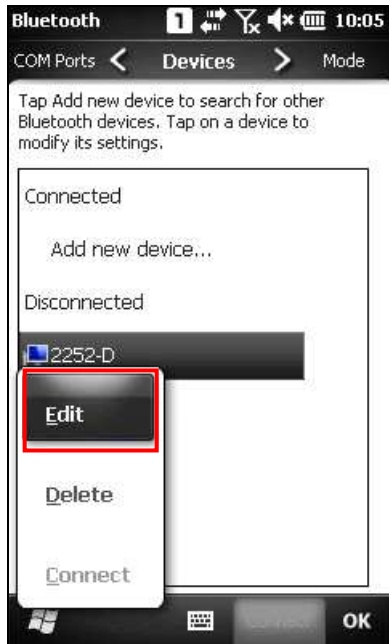 Bluetooth 1 10:05
COM Ports Devices Mode
Tap Add new device to search for other
Bluetooth devices. Tap on a device to
modify its settings.
Connected
Add new device...
Disconnected
2252-D
Edit
Delete
Connect
OK